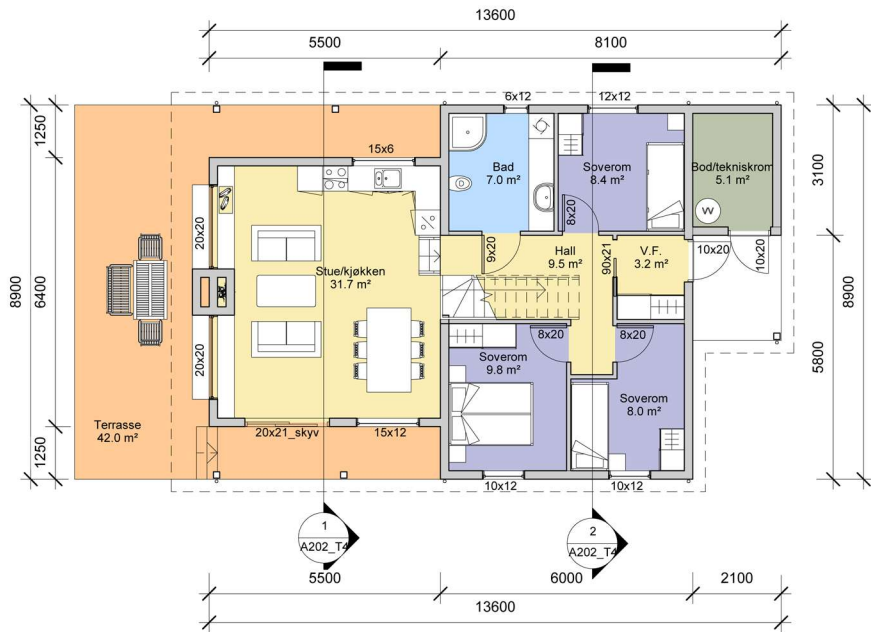 13600
5500
8100
6x12
12x12
1250
6400
1250
8900
15x6
Bad
7.0 m²
Soverom
8.4 m²
Bod/tekniskrom
5.1 m²
VV
3100
5800
8900
8x20
20x20
Stue/kjøkken
31.7 m²
9x20
Hall
9.5 m²
90x21
V.F.
3.2 m²
10x20
10x20
20x20
8x20
8x20
Soverom
9.8 m²
Soverom
8.0 m²
Terrasse
42.0 m²
20x21_skyv
15x12
10x12
10x12
1
A202_T4
2
A202_T4
5500
6000
2100
13600